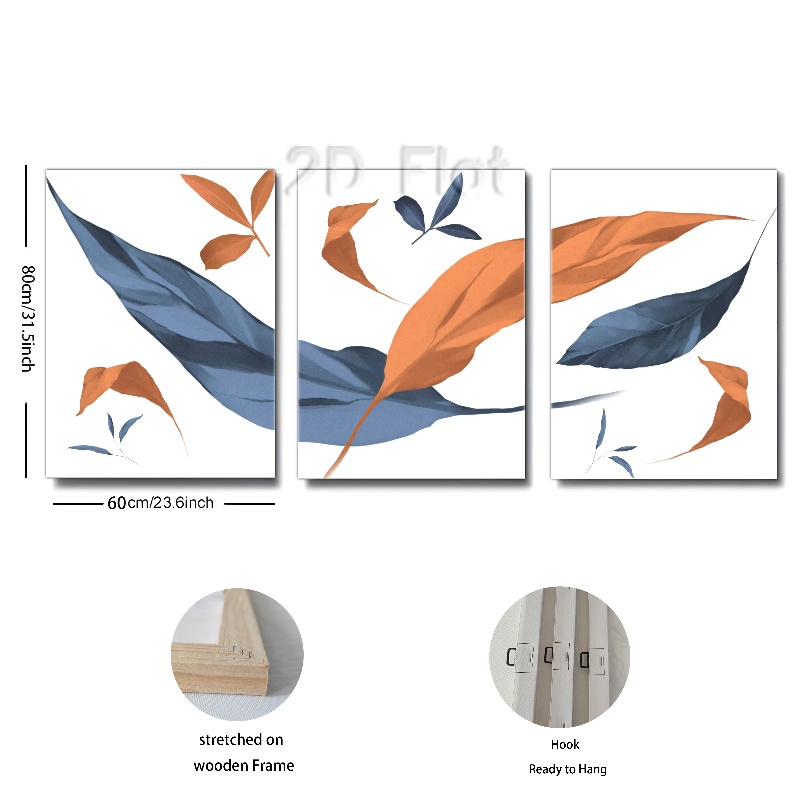 2D Flat
80cm/31.5inch
60cm/23.6inch
stretched on
wooden Frame
Hook
Ready to Hang